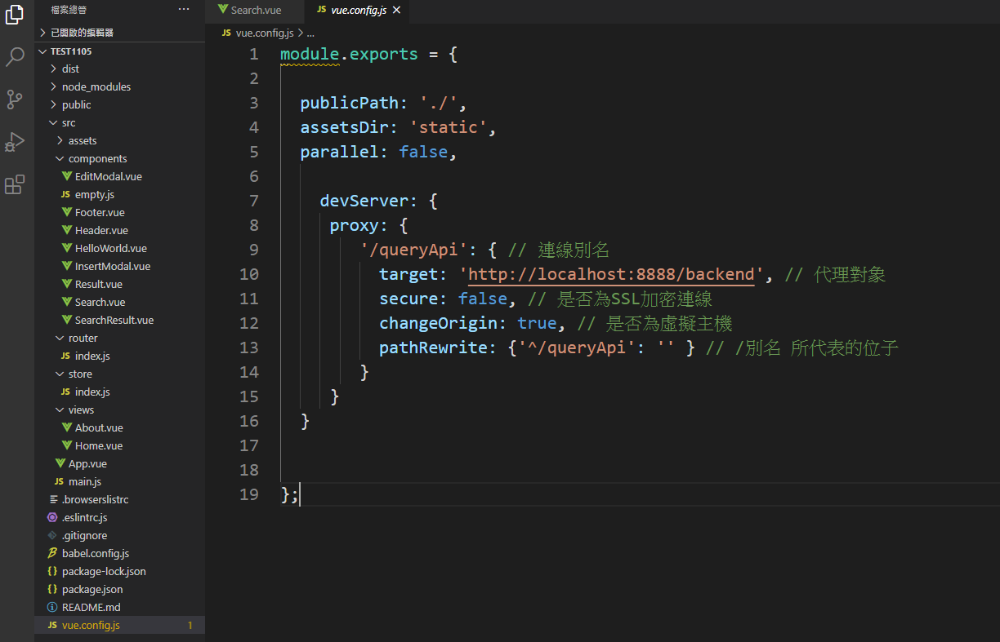 檔案總管 ...
已開啟的編輯器
TEST1105
dist
node_modules
public
src
assets
components
EditModal.vue
JS empty.js
Footer.vue
Header.vue
HelloWorld.vue
InsertModal.vue
Result.vue
Search.vue
SearchResult.vue
router
JS index.js
store
JS index.js
views
About.vue
Home.vue
App.vue
JS main.js
.browserslistrc
.eslintrc.js
.gitignore
babel.config.js
{} package-lock.json
{} package.json
README.md
JS vue.config.js 1
Search.vue JS vue.config.js
JS vue.config.js > ...
1 module.exports = {
2
3 publicPath: './',
4 assetsDir: 'static',
5 parallel: false,
6
7 devServer: {
8 proxy: {
9 '/queryApi': { // 連線別名
10 target: 'http://localhost:8888/backend', // 代理對象
11 secure: false, // 是否為SSL加密連線
12 changeOrigin: true, // 是否為虛擬主機
13 pathRewrite: {'^/queryApi': '' } // /別名 所代表的位子
14 }
15 }
16 }
17
18
19 };